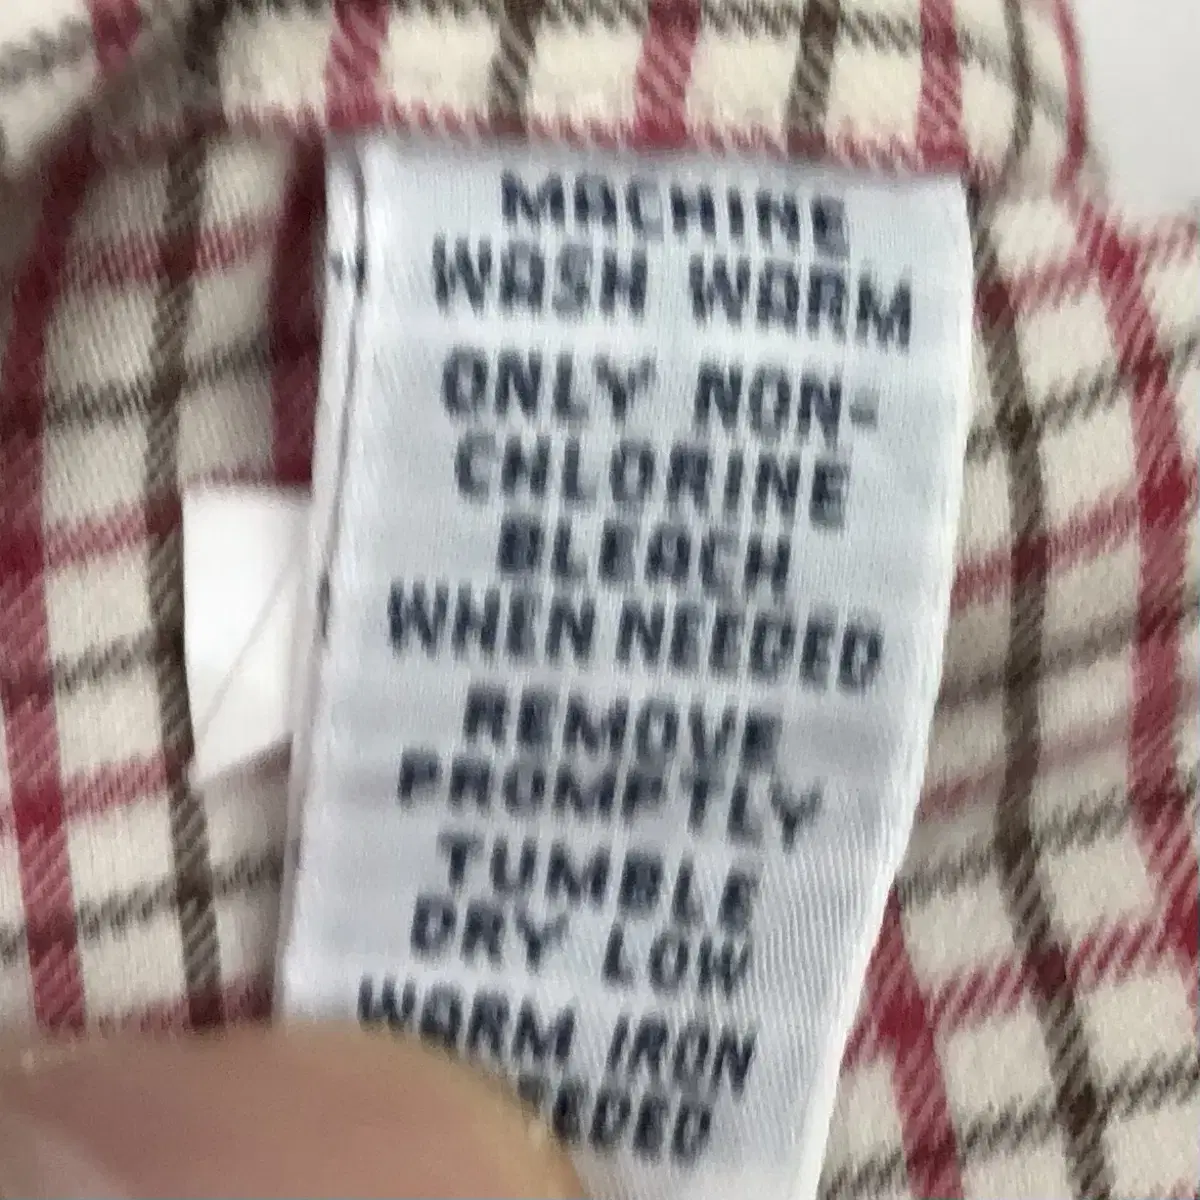 MACHINE
WASH WARM
ONLY NON-
CHLORINE
BLEACH
WHEN NEEDED
REMOVE
PROMPTLY
TUMBLE
DRY LOW
WARM IRON